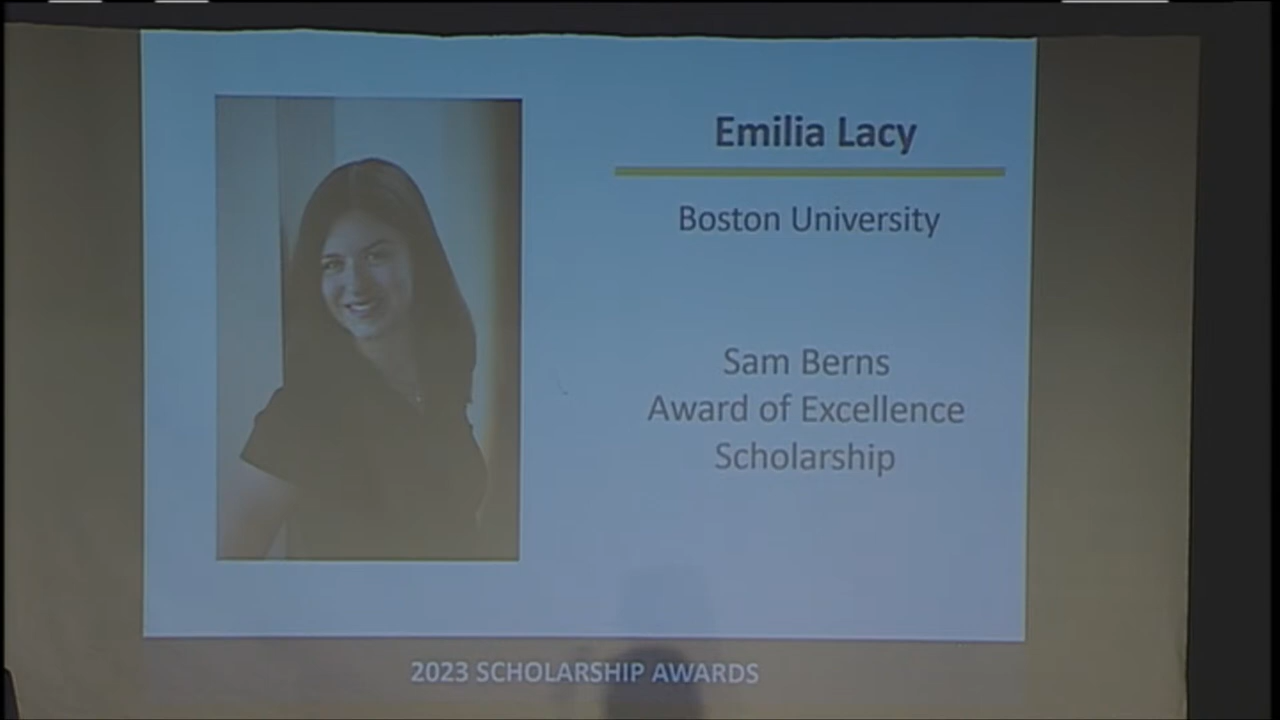 Emilia Lacy
Boston University
Sam Berns
Award of Excellence
Scholarship
2023 SCHOLARSHIP AWARDS